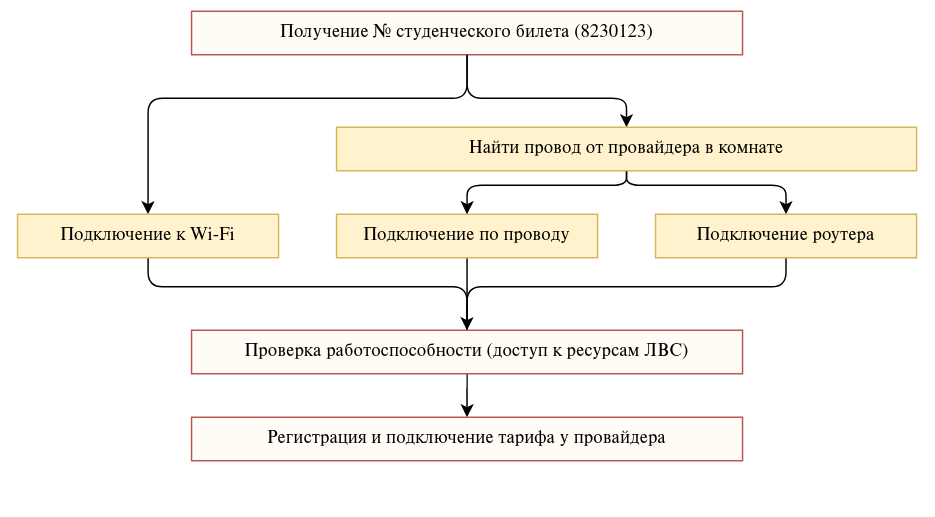 Получение № студенческого билета (8230123)
Найти провод от провайдера в комнате
Подключение к Wi-Fi
Подключение по проводу
Подключение роутера
Проверка работоспособности (доступ к ресурсам ЛВС)
Регистрация и подключение тарифа у провайдера